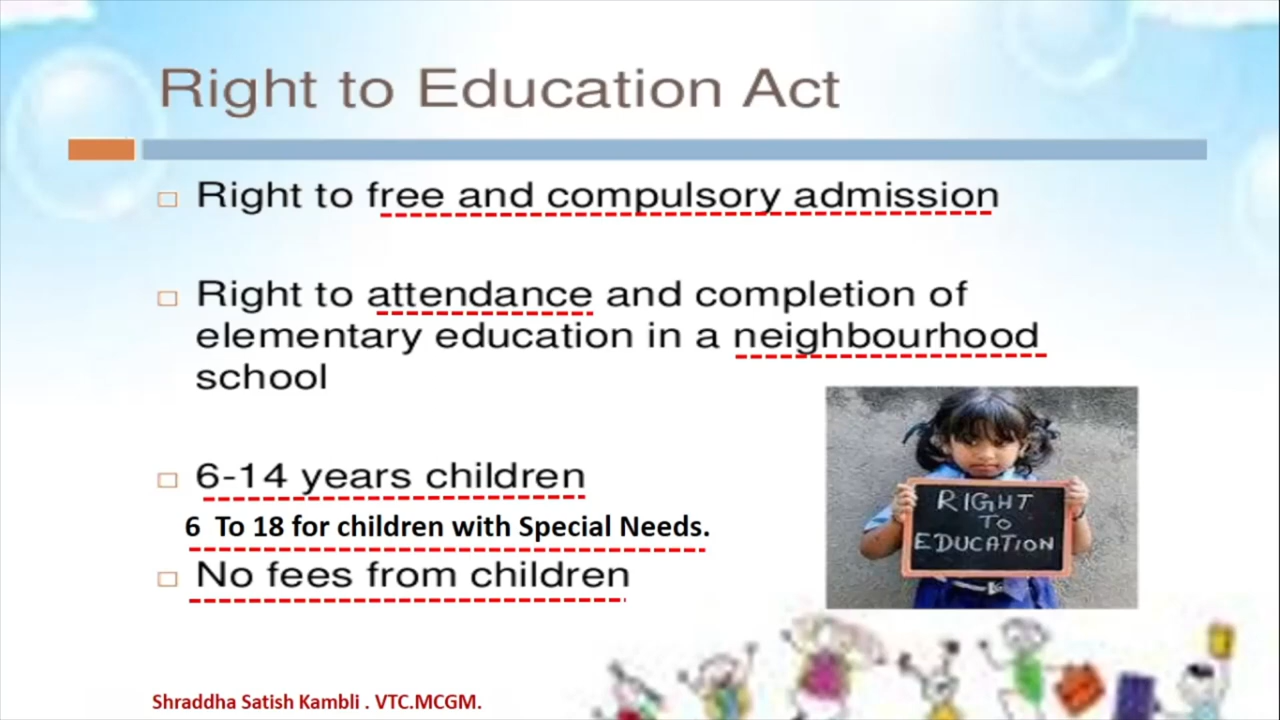 Right to Education Act
Right to free and compulsory admission
Right to attendance and completion of
elementary education in a neighbourhood
school
6-14 years children
6 To 18 for children with Special Needs.
No fees from children
RIGHT
TO
EDUCATION
Shraddha Satish Kambli . VTC.MCGM.